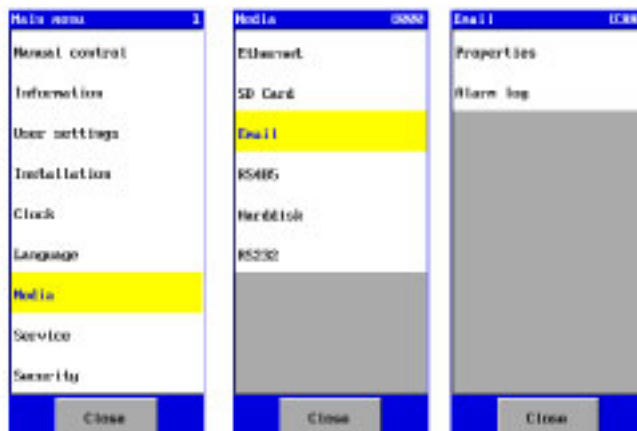 Main menu 1
Manual control
Information
User settings
Installation
Clock
Language
Media
Service
Security
Close
Media
Ethernet
SD Card
Email
RS485
Harddisk
RS232
Close
Email
Properties
Alarm log
Close